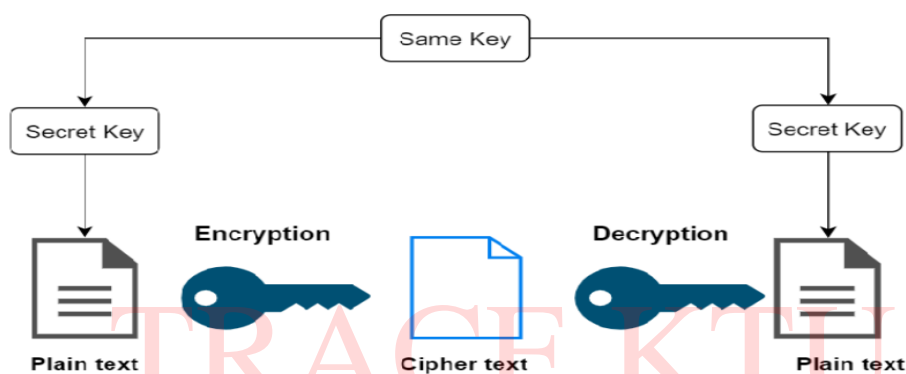 Same Key
Secret Key
Secret Key
Encryption
Decryption
TRACE KTU
Plain text
Cipher text
Plain text